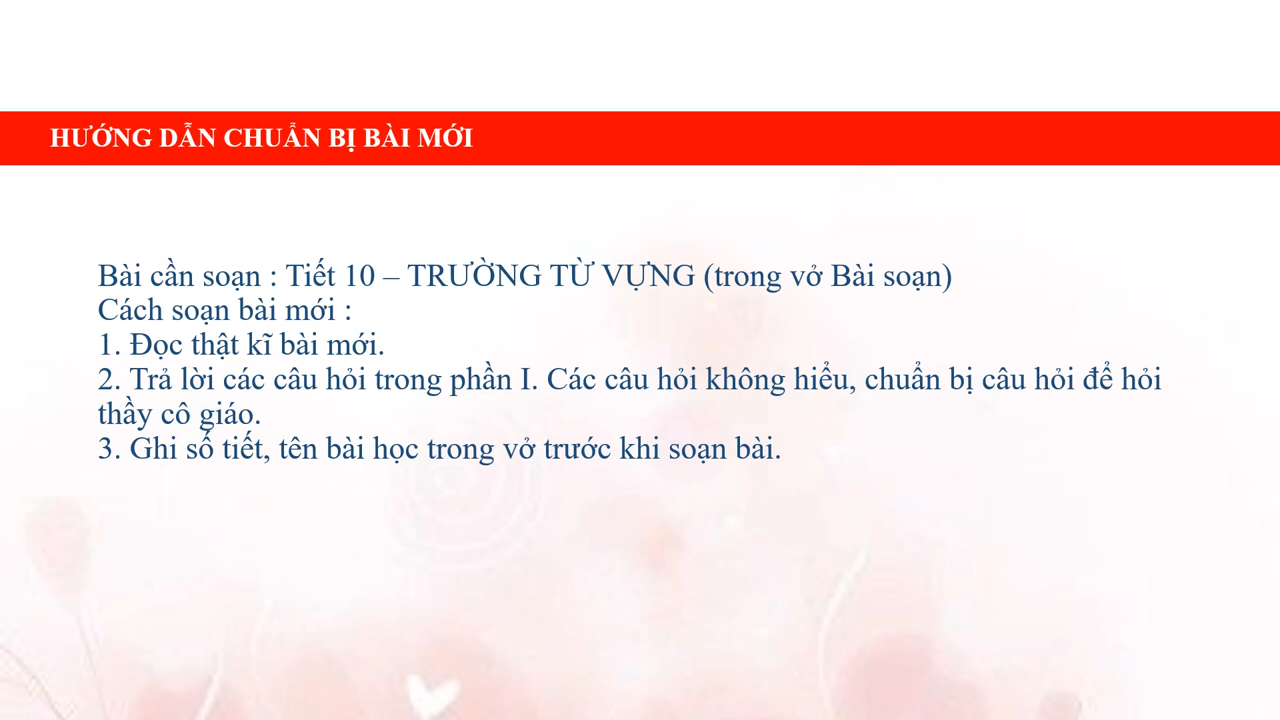 HƯỚNG DẪN CHUẨN BỊ BÀI MỚI
Bài cần soạn : Tiết 10 – TRƯỜNG TỪ VỰNG (trong vở Bài soạn)
Cách soạn bài mới :
1. Đọc thật kĩ bài mới.
2. Trả lời các câu hỏi trong phần I. Các câu hỏi không hiểu, chuẩn bị câu hỏi để hỏi
thầy cô giáo.
3. Ghi số tiết, tên bài học trong vở trước khi soạn bài.